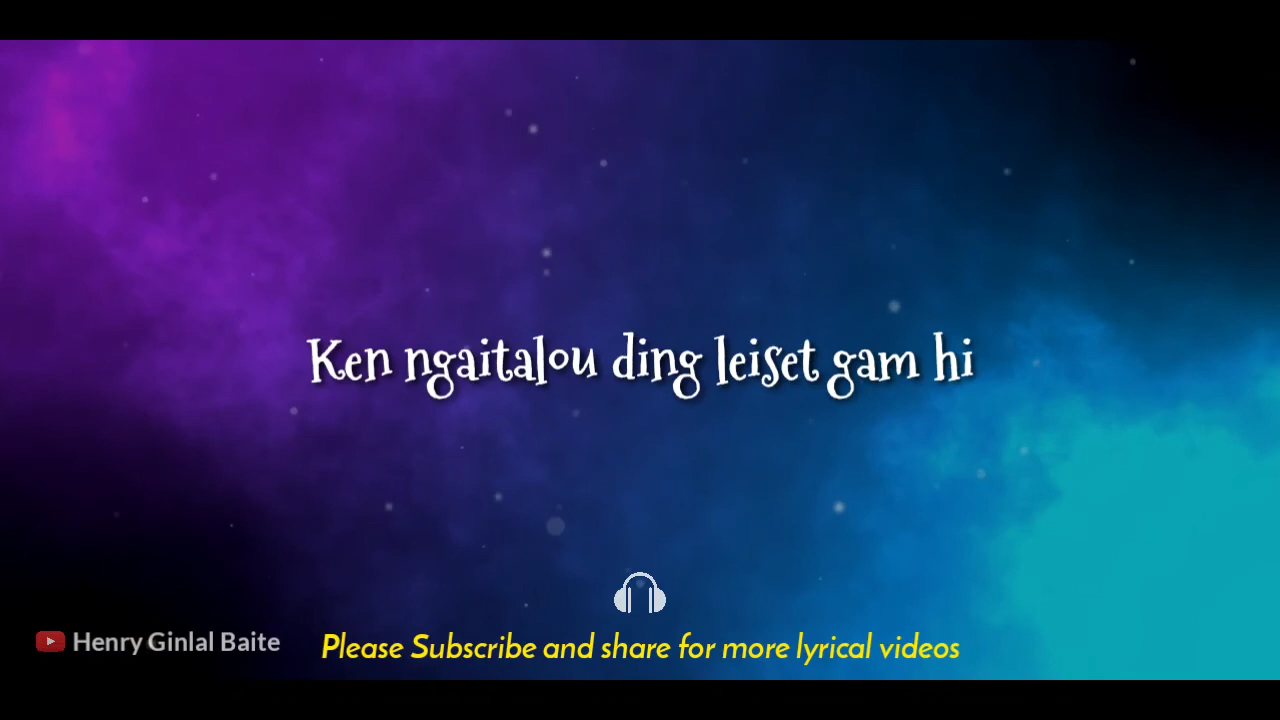 Ken ngaitalou ding leiset gam hi
Henry Ginlal Baite
Please Subscribe and share for more lyrical videos